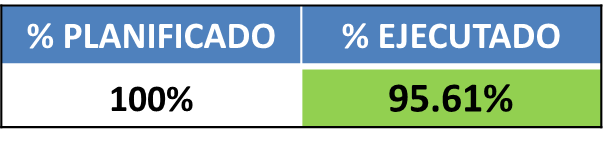 % PLANIFICADO % EJECUTADO
100% 95.61%